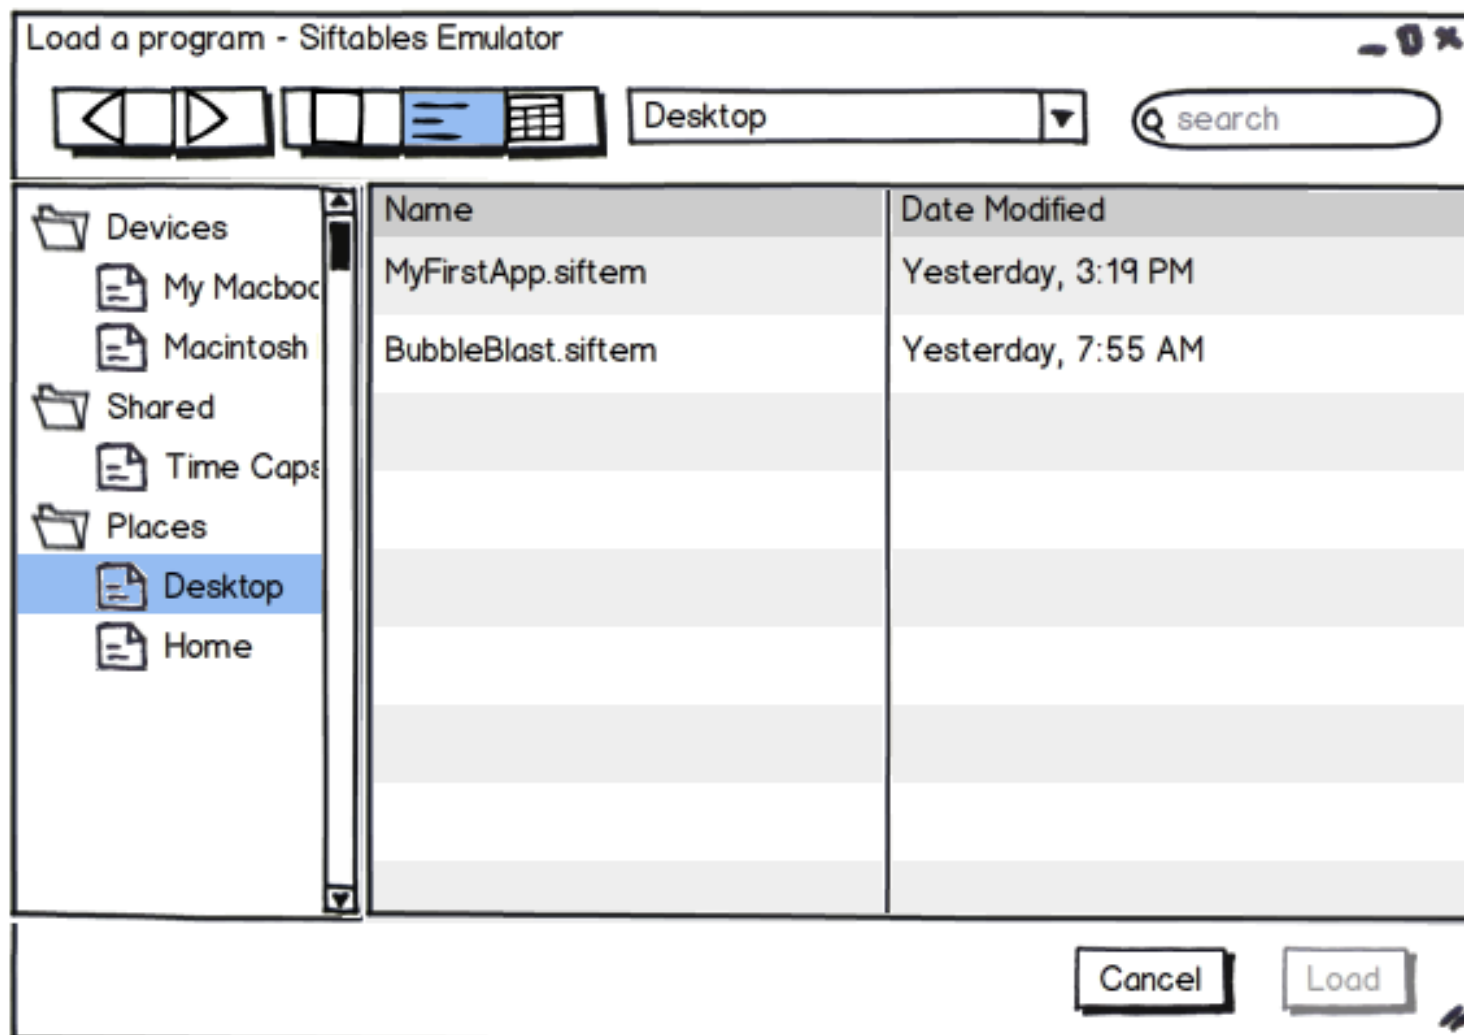 Load a program - Siftables Emulator
Desktop
search
Devices
My Macboo
Macintosh
Shared
Time Caps
Places
Desktop
Home
Name Date Modified
MyFirstApp.siftem Yesterday, 3:19 PM
BubbleBlast.siftem Yesterday, 7:55 AM
Cancel
Load